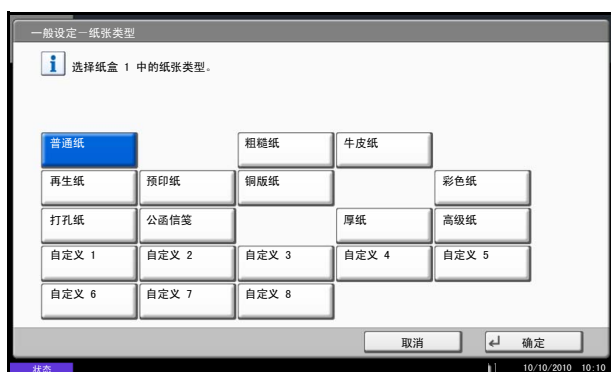 一般设定－纸张类型
选择纸盒 1 中的纸张类型。
普通纸 粗糙纸 牛皮纸
再生纸 预印纸 铜版纸 彩色纸
打孔纸 公函信笺 厚纸 高级纸
自定义 1 自定义 2 自定义 3 自定义 4 自定义 5
自定义 6 自定义 7 自定义 8
取消 确定
状态 10/10/2010 10:10